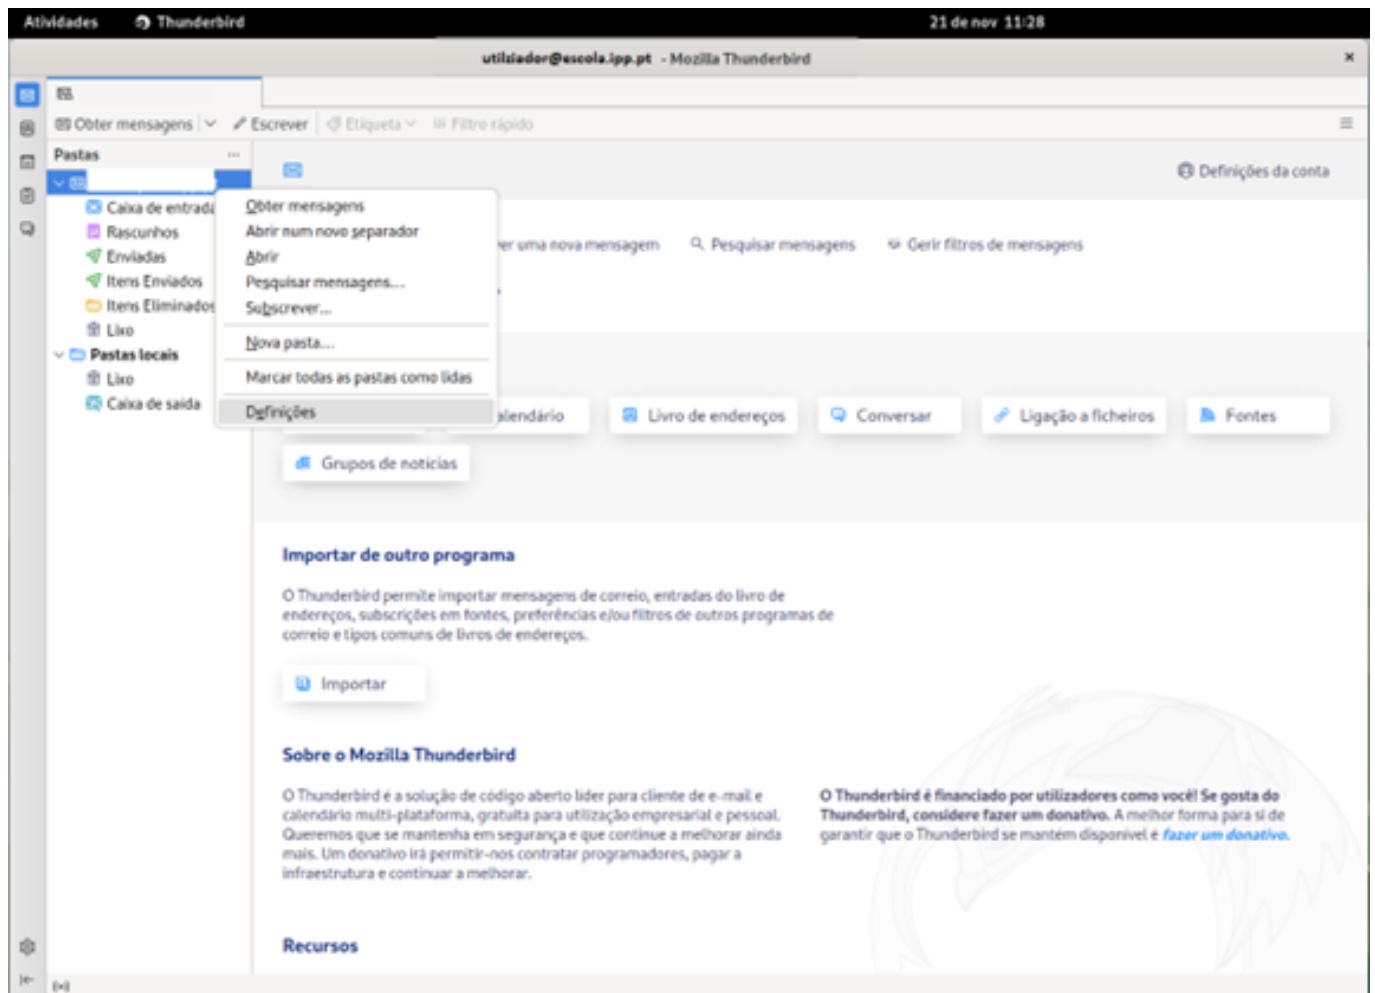 Atividades Thunderbird 21 de nov 11:28
utilziador@escola.ipp.pt - Mozilla Thunderbird ×
Obter mensagens Escrever Etiqueta Filtro rápido
Pastas ...
Definições da conta
Caixa de entrada
Rascunhos
Enviadas
Itens Enviados
Itens Eliminados
Lixo
Pastas locais
Lixo
Caixa de saída
Obter mensagens
Abrir num novo separador
Abrir
Pesquisar mensagens...
Subscrever...
Nova pasta...
Marcar todas as pastas como lidas
Definições
uma nova mensagem Pesquisar mensagens Gerir filtros de mensagens
alendário Livro de endereços Conversar Ligação a ficheiros Fontes
Grupos de notícias
Importar de outro programa
O Thunderbird permite importar mensagens de correio, entradas do livro de
endereços, subscrições em fontes, preferências e/ou filtros de outros programas de
correio e tipos comuns de livros de endereços.
Importar
Sobre o Mozilla Thunderbird
O Thunderbird é a solução de código aberto líder para cliente de e-mail e
calendário multi-plataforma, gratuita para utilização empresarial e pessoal.
Queremos que se mantenha em segurança e que continue a melhorar ainda
mais. Um donativo irá permitir-nos contratar programadores, pagar a
infraestrutura e continuar a melhorar.
O Thunderbird é financiado por utilizadores como você! Se gosta do
Thunderbird, considere fazer um donativo. A melhor forma para si de
garantir que o Thunderbird se mantém disponível é fazer um donativo.
Recursos